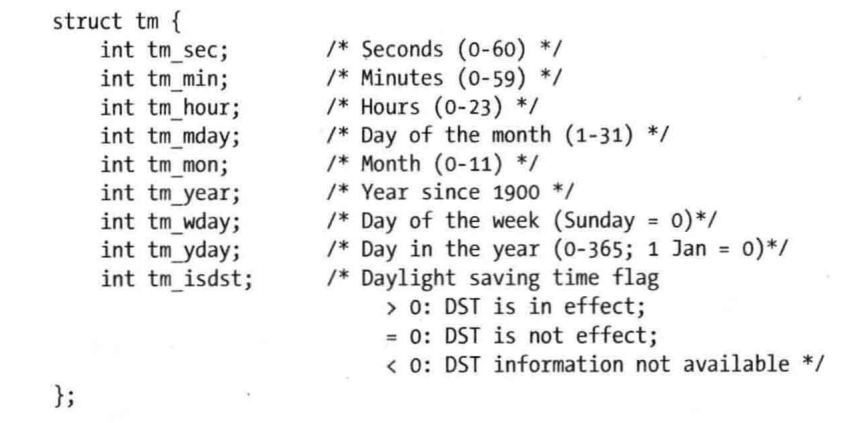 struct tm {
    int tm_sec;        /* Seconds (0-60) */
    int tm_min;        /* Minutes (0-59) */
    int tm_hour;       /* Hours (0-23) */
    int tm_mday;       /* Day of the month (1-31) */
    int tm_mon;        /* Month (0-11) */
    int tm_year;       /* Year since 1900 */
    int tm_wday;       /* Day of the week (Sunday = 0)*/
    int tm_yday;       /* Day in the year (0-365; 1 Jan = 0)*/
    int tm_isdst;      /* Daylight saving time flag
                           > 0: DST is in effect;
                           = 0: DST is not effect;
                           < 0: DST information not available */
};